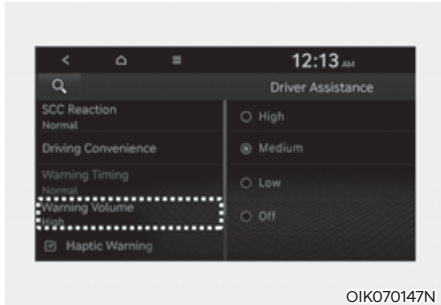 12:13 AM
Driver Assistance
SCC Reaction
Normal
Driving Convenience
Warning Timing
Normal
Warning Volume
High
Haptic Warning
High
Medium
Low
Off
OIK070147N